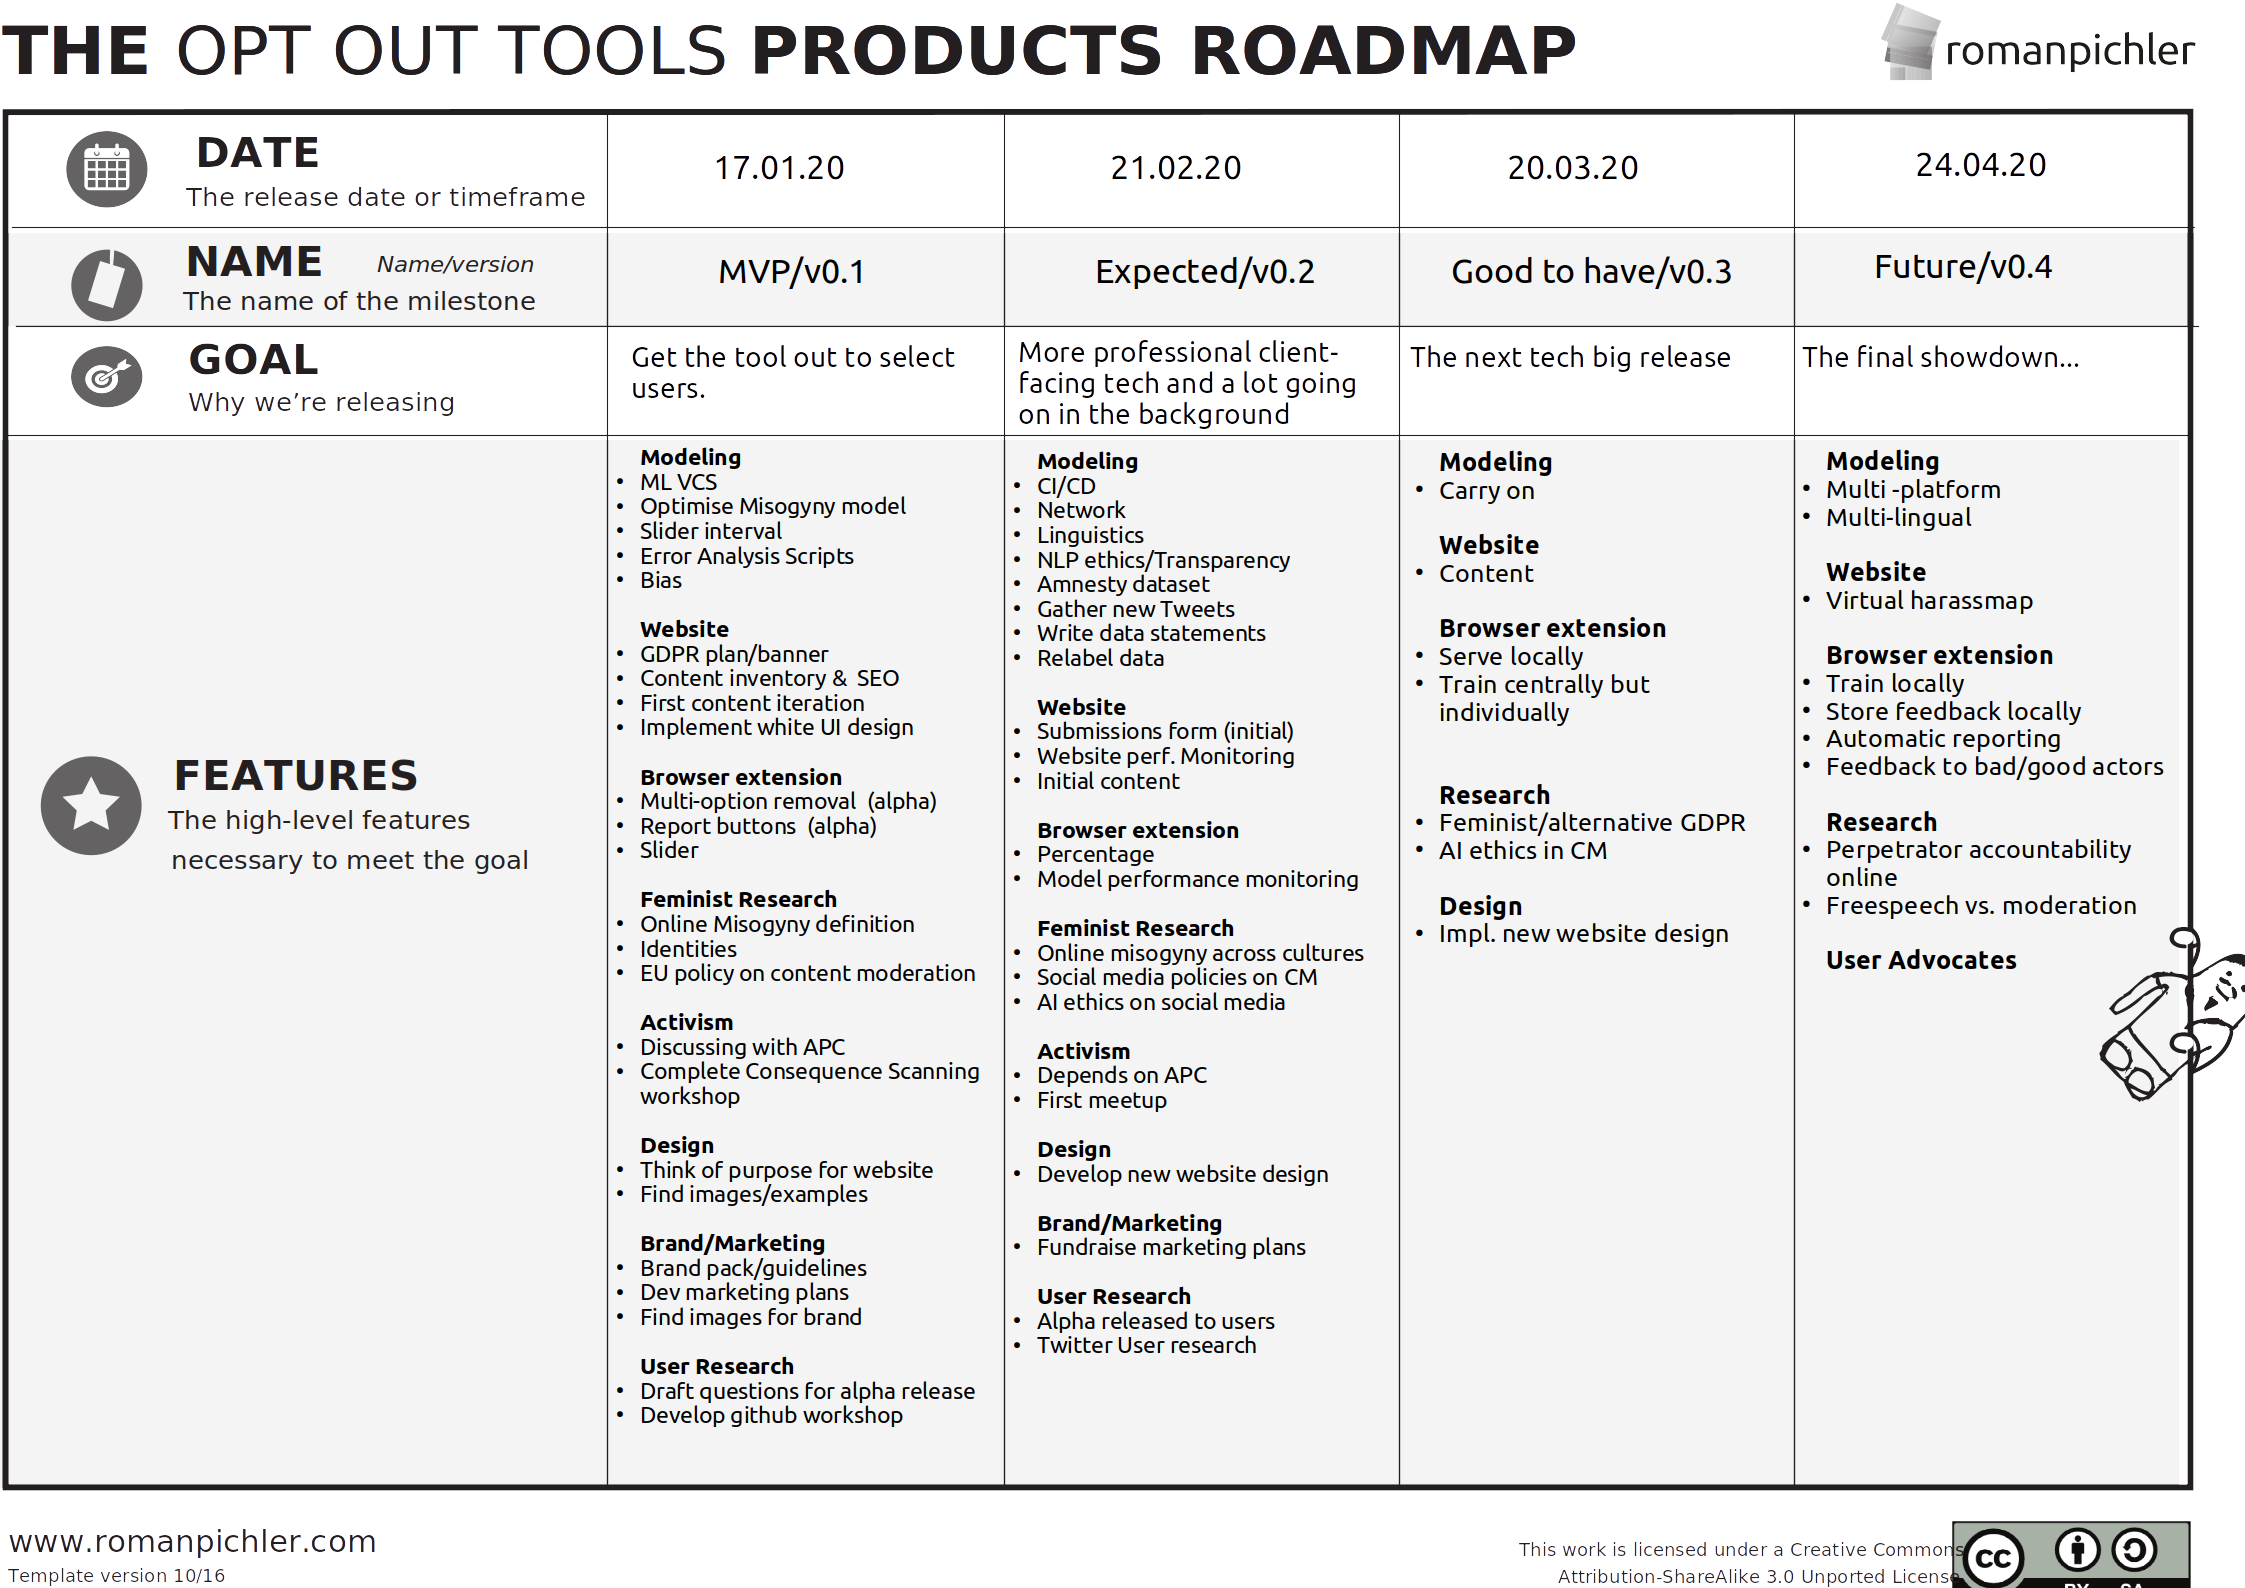 THE OPT OUT TOOLS PRODUCTS ROADMAP
romanpichler
DATE
The release date or timeframe
17.01.20
21.02.20
20.03.20
24.04.20
NAME Name/version
The name of the milestone
MVP/v0.1
Expected/v0.2
Good to have/v0.3
Future/v0.4
GOAL
Why we’re releasing
Get the tool out to select
users.
More professional client-
facing tech and a lot going
on in the background
The next tech big release
The final showdown...
FEATURES
The high-level features
necessary to meet the goal
Modeling
• ML VCS
• Optimise Misogyny model
• Slider interval
• Error Analysis Scripts
• Bias
Website
• GDPR plan/banner
• Content inventory & SEO
• First content iteration
• Implement white UI design
Browser extension
• Multi-option removal (alpha)
• Report buttons (alpha)
• Slider
Feminist Research
• Online Misogyny definition
• Identities
• EU policy on content moderation
Activism
• Discussing with APC
• Complete Consequence Scanning
workshop
Design
• Think of purpose for website
• Find images/examples
Brand/Marketing
• Brand pack/guidelines
• Dev marketing plans
• Find images for brand
User Research
• Draft questions for alpha release
• Develop github workshop
Modeling
• CI/CD
• Network
• Linguistics
• NLP ethics/Transparency
• Amnesty dataset
• Gather new Tweets
• Write data statements
• Relabel data
Website
• Submissions form (initial)
• Website perf. Monitoring
• Initial content
Browser extension
• Percentage
• Model performance monitoring
Feminist Research
• Online misogyny across cultures
• Social media policies on CM
• AI ethics on social media
Activism
• Depends on APC
• First meetup
Design
• Develop new website design
Brand/Marketing
• Fundraise marketing plans
User Research
• Alpha released to users
• Twitter User research
Modeling
• Carry on
Website
• Content
Browser extension
• Serve locally
• Train centrally but
individually
Research
• Feminist/alternative GDPR
• AI ethics in CM
Design
• Impl. new website design
Modeling
• Multi -platform
• Multi-lingual
Website
• Virtual harassmap
Browser extension
• Train locally
• Store feedback locally
• Automatic reporting
• Feedback to bad/good actors
Research
• Perpetrator accountability
online
• Freespeech vs. moderation
User Advocates
www.romanpichler.com
Template version 10/16
This work is licensed under a Creative Commons
Attribution-ShareAlike 3.0 Unported License
cc
BY SA